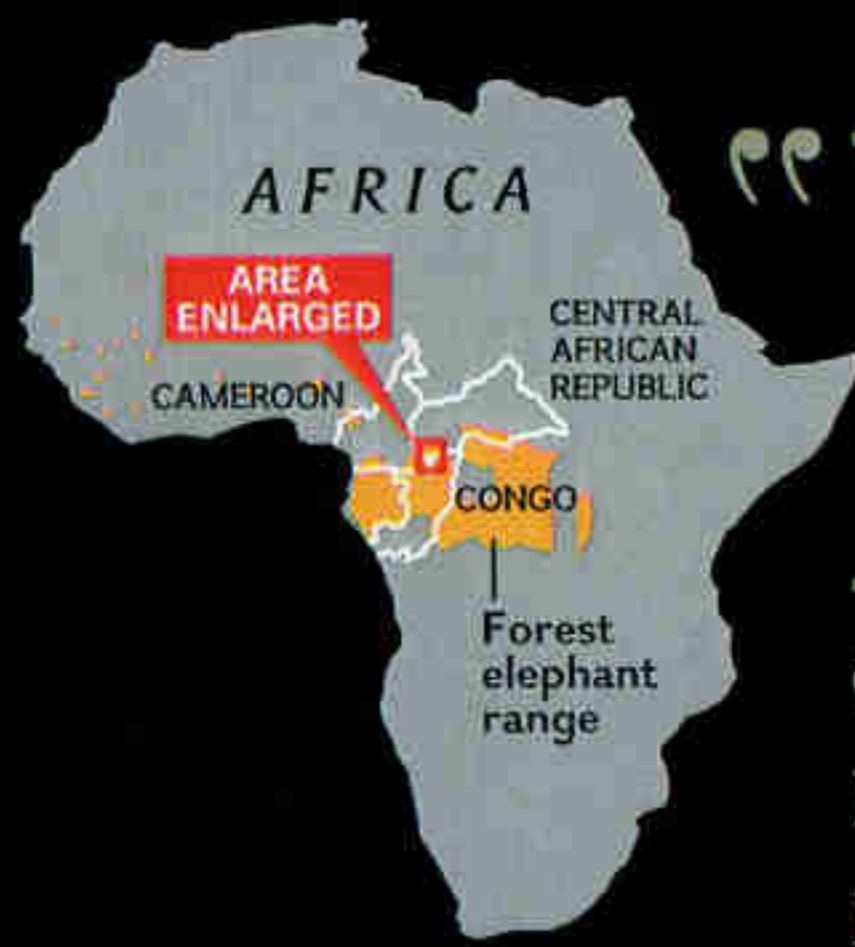 AFRICA
AREA
ENLARGED
CENTRAL
AFRICAN
REPUBLIC
CAMEROON
CONGO
Forest
elephant
range